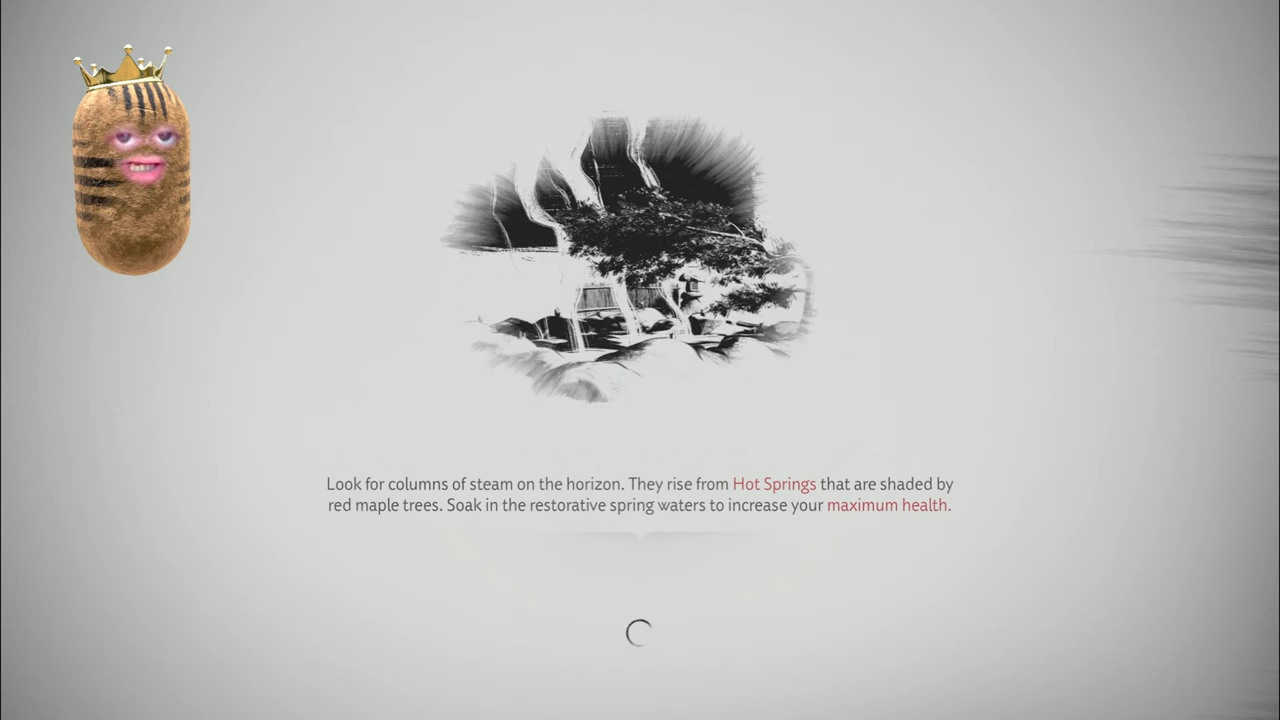 Look for columns of steam on the horizon. They rise from Hot Springs that are shaded by
red maple trees. Soak in the restorative spring waters to increase your maximum health.